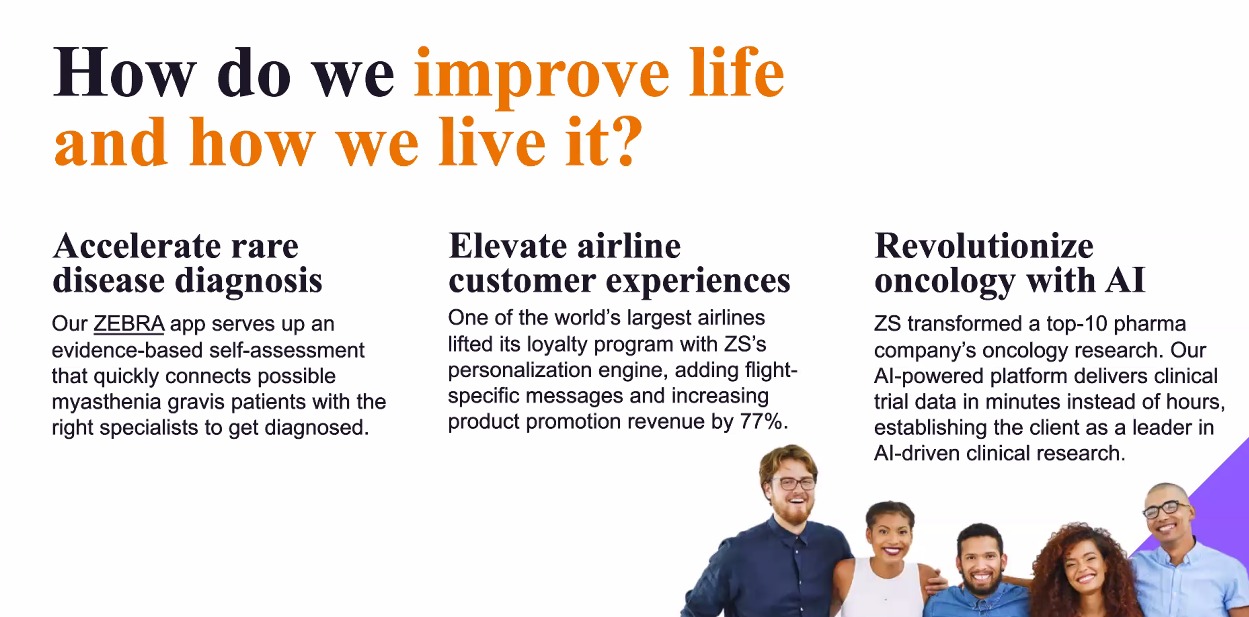 How do we improve life
and how we live it?
Accelerate rare
disease diagnosis
Our ZEBRA app serves up an
evidence-based self-assessment
that quickly connects possible
myasthenia gravis patients with the
right specialists to get diagnosed.
Elevate airline
customer experiences
One of the world’s largest airlines
lifted its loyalty program with ZS’s
personalization engine, adding flight-
specific messages and increasing
product promotion revenue by 77%.
Revolutionize
oncology with AI
ZS transformed a top-10 pharma
company’s oncology research. Our
AI-powered platform delivers clinical
trial data in minutes instead of hours,
establishing the client as a leader in
AI-driven clinical research.